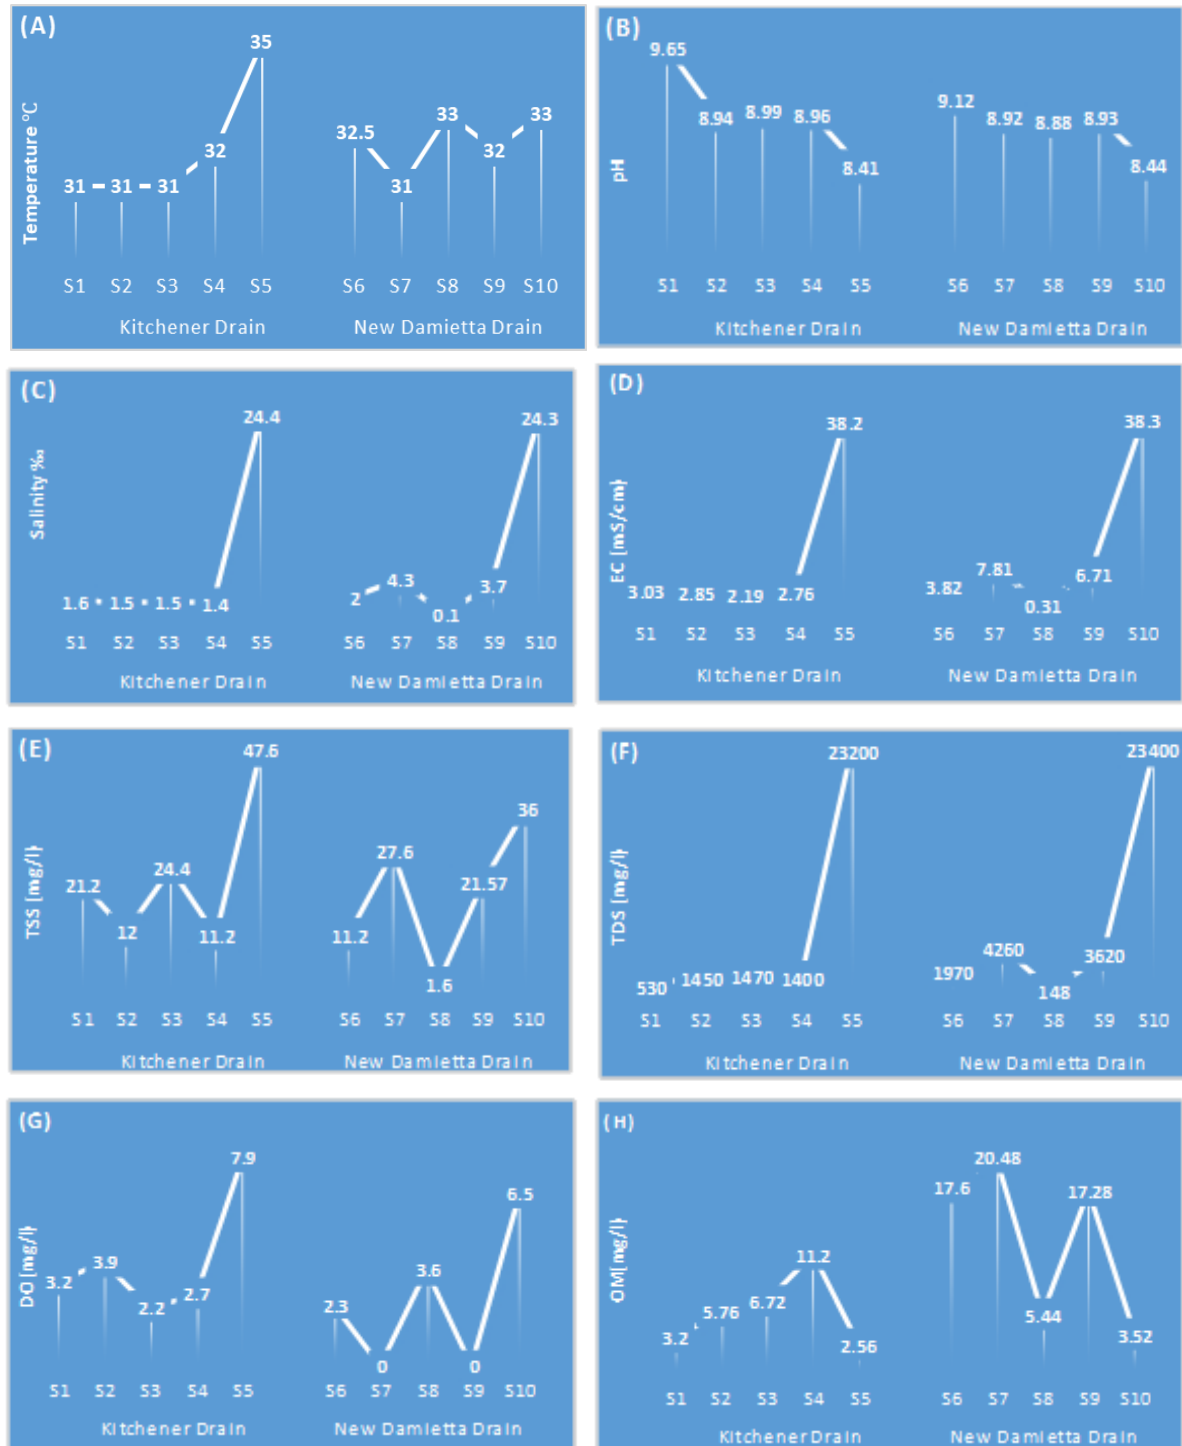 (A)
Temperature °C
31 31 31 32 35 32.5 31 33 32 33
S1 S2 S3 S4 S5 S6 S7 S8 S9 S10
Kitchener Drain New Damietta Drain
(B)
pH
9.65 8.94 8.99 8.96 8.41 9.12 8.92 8.88 8.93 8.44
S1 S2 S3 S4 S5 S6 S7 S8 S9 S10
Kitchener Drain New Damietta Drain
(C)
Salinity ‰
1.6 1.5 1.5 1.4 24.4 2 4.3 0.1 3.7 24.3
S1 S2 S3 S4 S5 S6 S7 S8 S9 S10
Kitchener Drain New Damietta Drain
(D)
EC (mS/cm)
3.03 2.85 2.19 2.76 38.2 3.82 7.81 0.31 6.71 38.3
S1 S2 S3 S4 S5 S6 S7 S8 S9 S10
Kitchener Drain New Damietta Drain
(E)
TSS (mg/l)
21.2 12 24.4 11.2 47.6 11.2 27.6 1.6 21.57 36
S1 S2 S3 S4 S5 S6 S7 S8 S9 S10
Kitchener Drain New Damietta Drain
(F)
TDS (mg/l)
530 1450 1470 1400 23200 1970 4260 148 3620 23400
S1 S2 S3 S4 S5 S6 S7 S8 S9 S10
Kitchener Drain New Damietta Drain
(G)
DO (mg/l)
3.2 3.9 2.2 2.7 7.9 2.3 0 3.6 0 6.5
S1 S2 S3 S4 S5 S6 S7 S8 S9 S10
Kitchener Drain New Damietta Drain
(H)
OM(mg/l)
3.2 5.76 6.72 11.2 2.56 17.6 20.48 5.44 17.28 3.52
S1 S2 S3 S4 S5 S6 S7 S8 S9 S10
Kitchener Drain New Damietta Drain